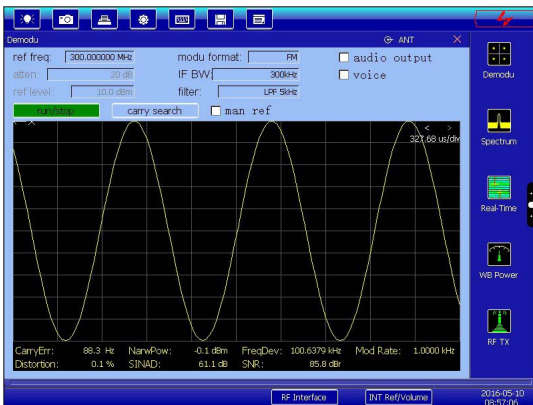 Demodu
ANT
ref freq: 300.000000 MHz modu format: FM audio output
atten: 20 dB IF BW: 300kHz voice
ref level: 10.0 dBm filter: LPF 5kHz
run/stop carry search man ref
< >
327.68 us/div
CarryErr: 88.3 Hz NarwPow: -0.1 dBm FreqDev: 100.6379 kHz Mod Rate: 1.0000 kHz
Distortion: 0.1 % SINAD: 61.1 dB SNR: 85.8 dBr
Demodu
Spectrum
Real-Time
WB Power
RF TX
RF Interface INT Ref/Volume
2016-05-10
08:57:06